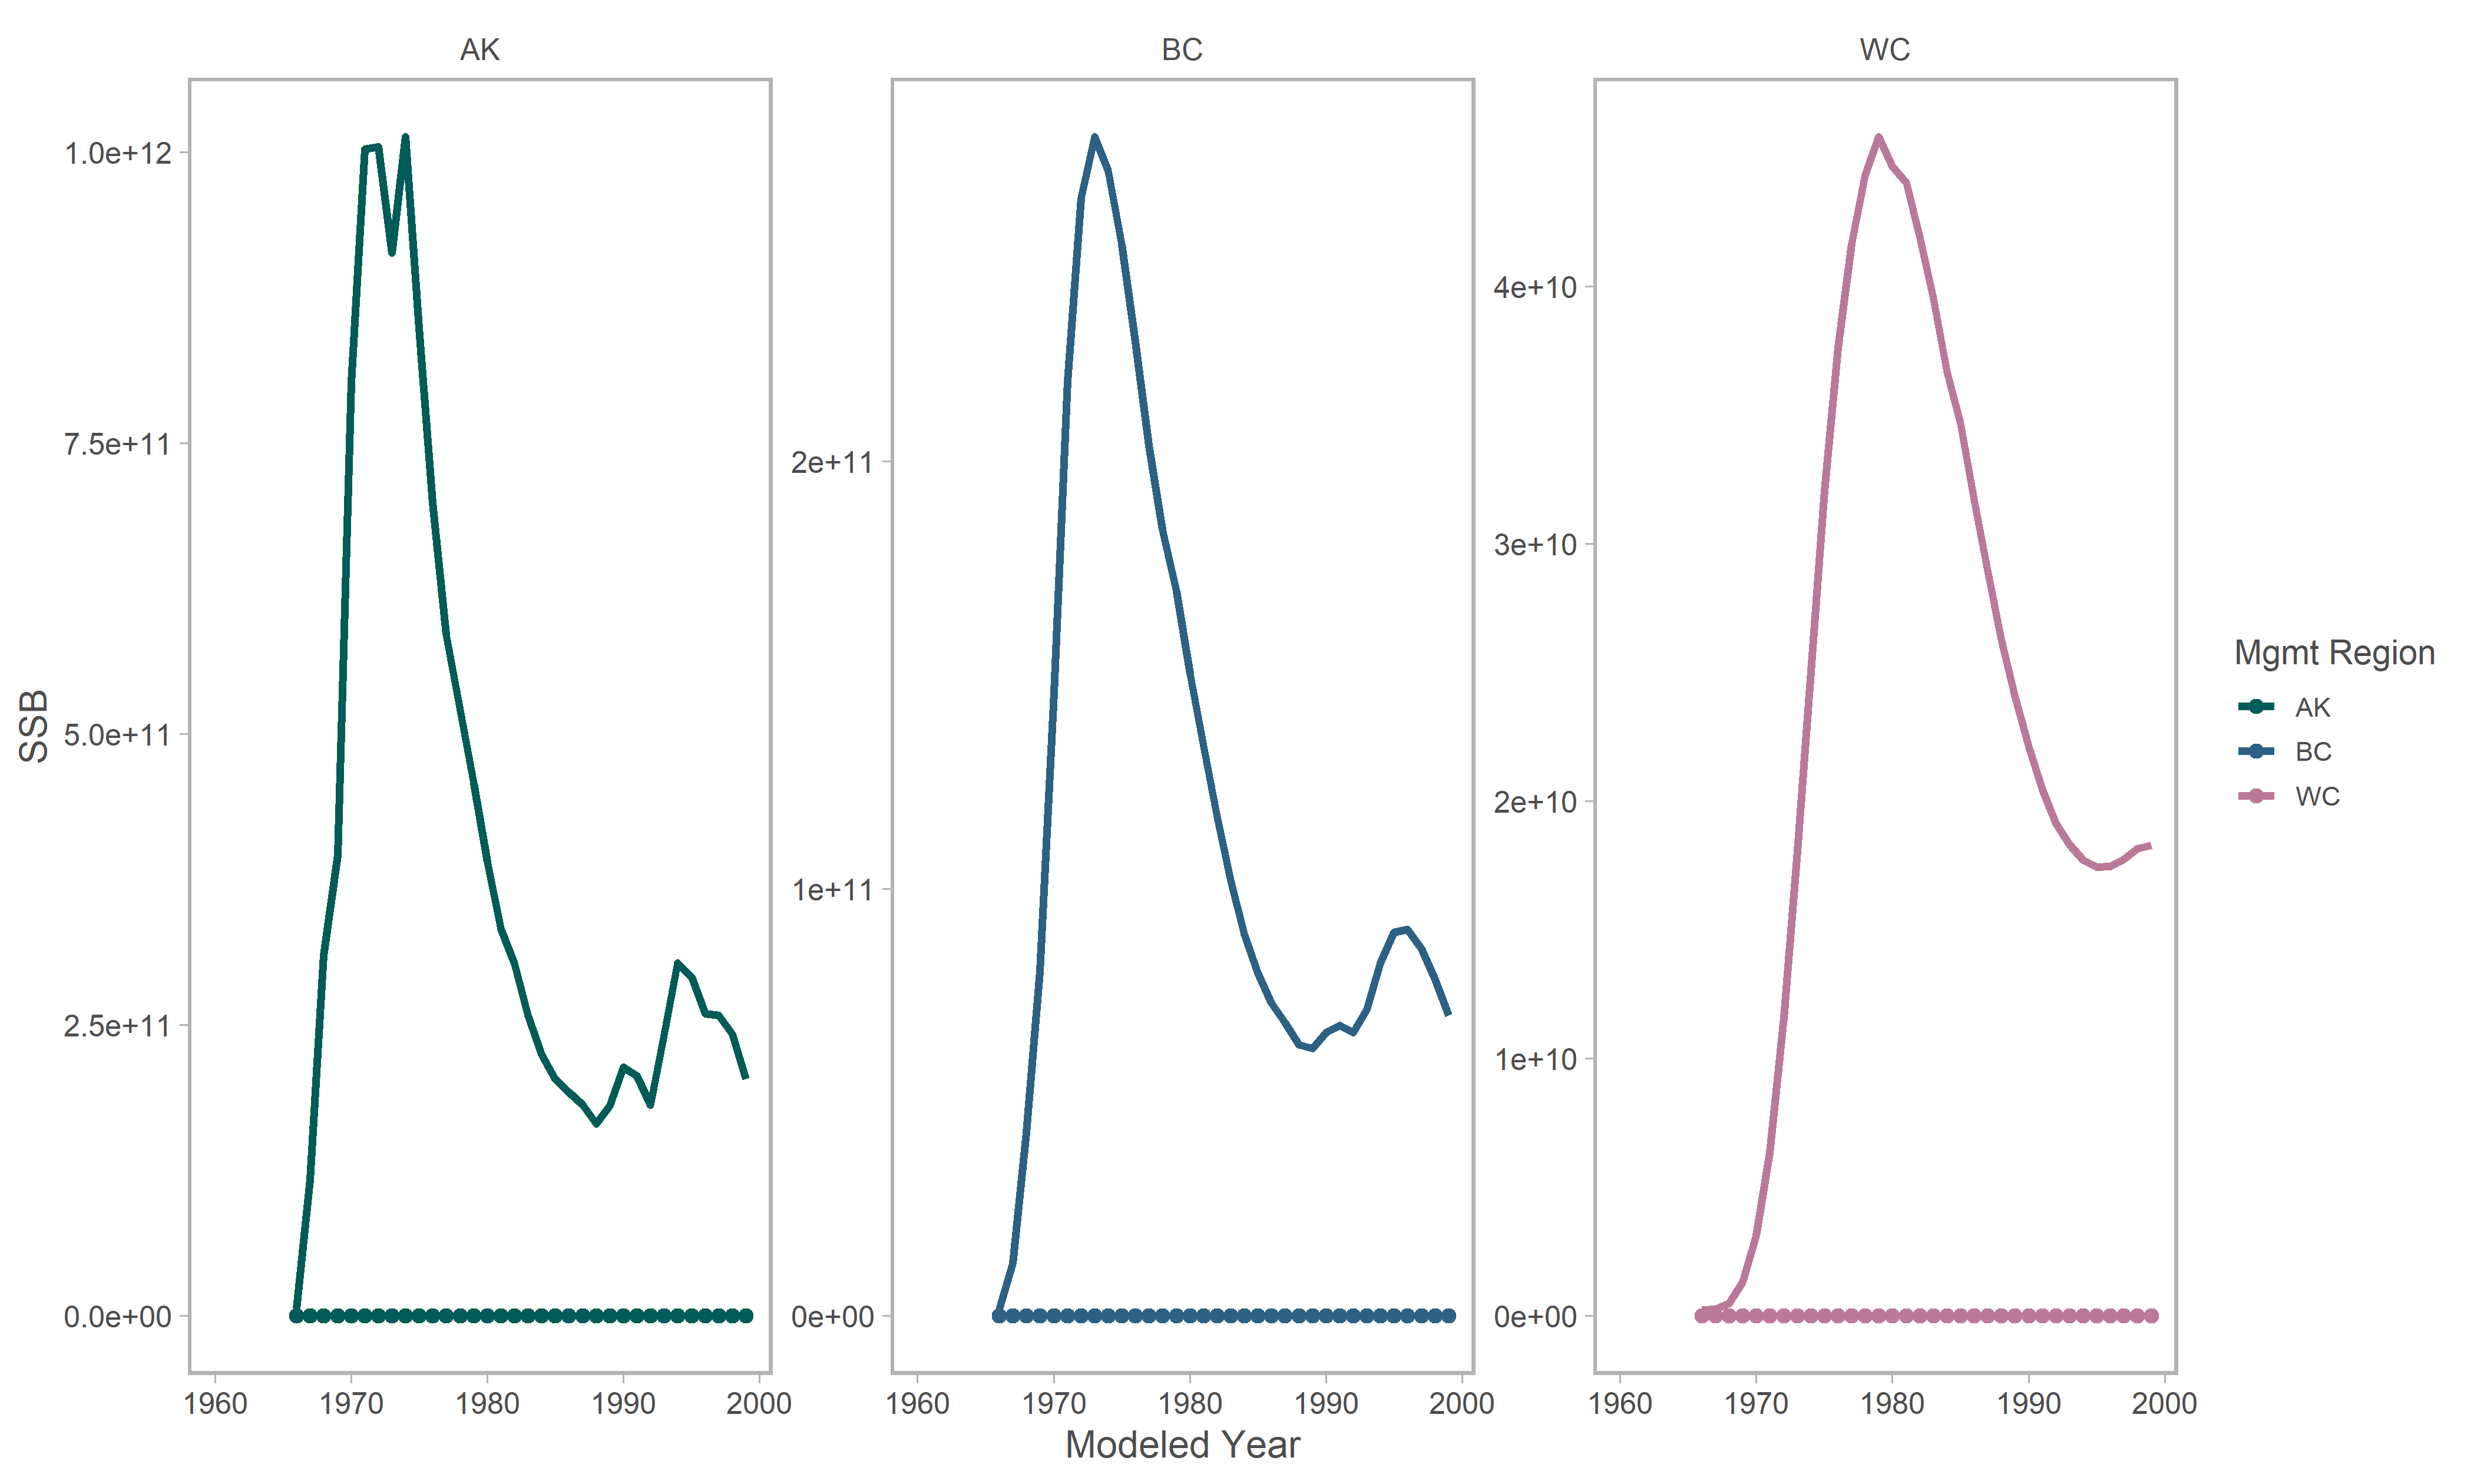 AK
BC
WC
SSB
1.0e+12
7.5e+11
5.0e+11
2.5e+11
0.0e+00
2e+11
1e+11
0e+00
4e+10
3e+10
2e+10
1e+10
0e+00
1960 1970 1980 1990 2000
1960 1970 1980 1990 2000
1960 1970 1980 1990 2000
Modeled Year
Mgmt Region
AK
BC
WC